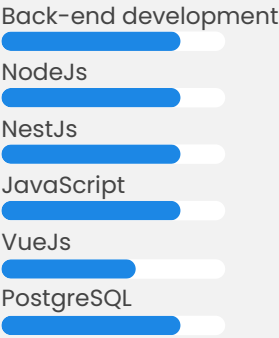 Back-end development
NodeJs
NestJs
JavaScript
VueJs
PostgreSQL